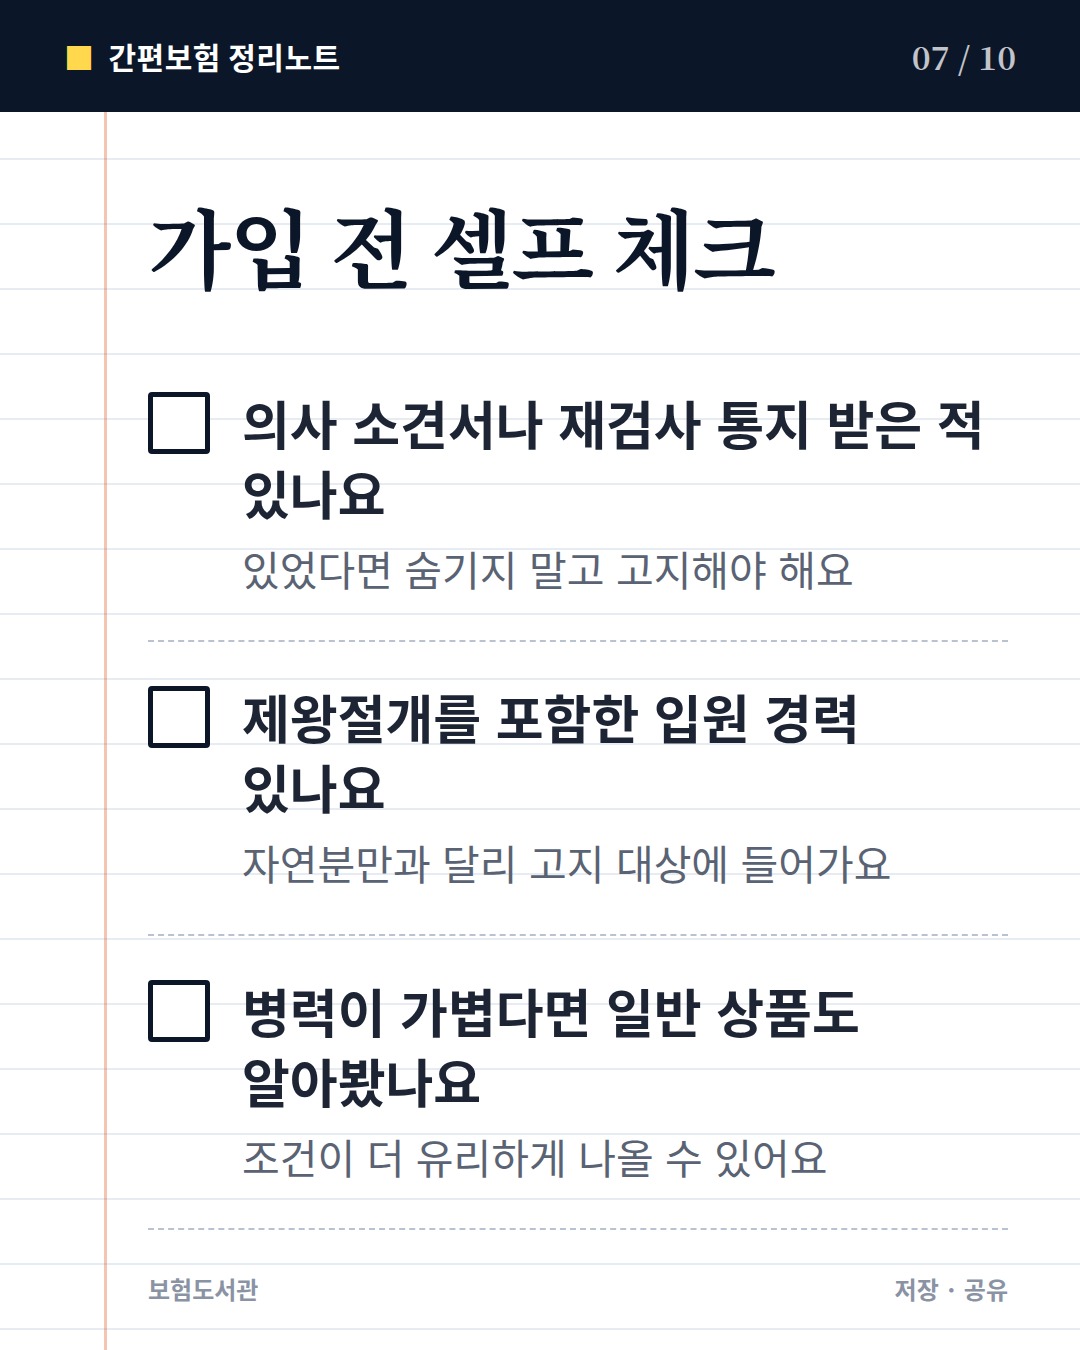 간편보험 정리노트
07 / 10
가입 전 셀프 체크
의사 소견서나 재검사 통지 받은 적
있나요
있었다면 숨기지 말고 고지해야 해요
제왕절개를 포함한 입원 경력
있나요
자연분만과 달리 고지 대상에 들어가요
병력이 가볍다면 일반 상품도
알아봤나요
조건이 더 유리하게 나올 수 있어요
보험도서관
저장 · 공유